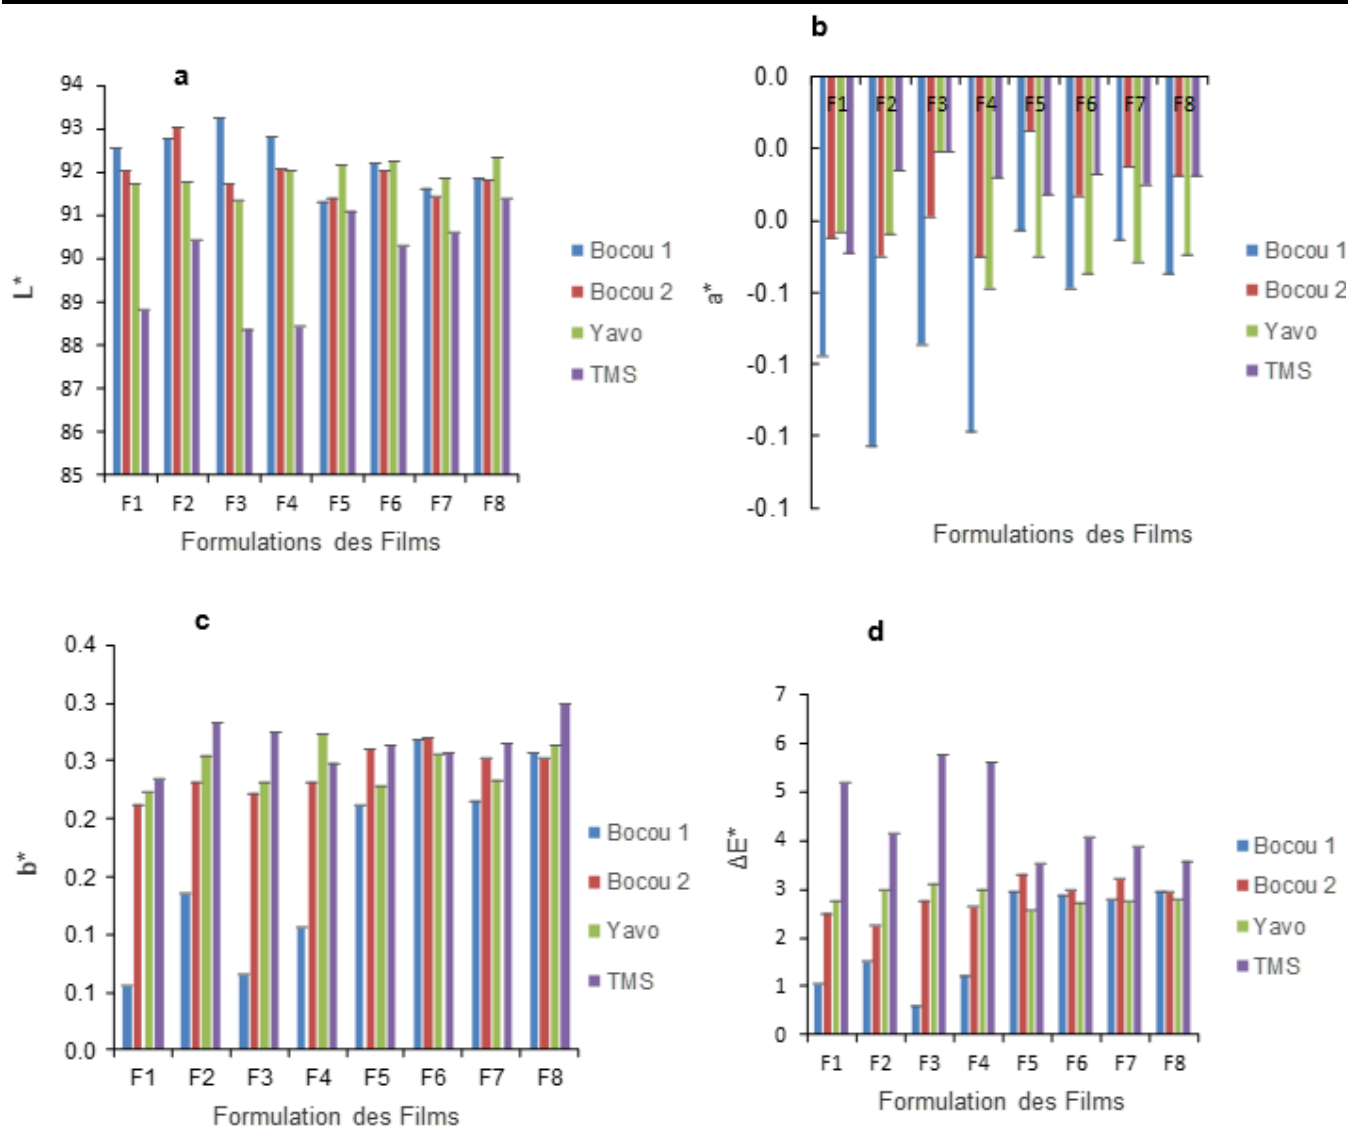 a
94
93
92
91
90
89
88
87
86
85
L*
F1 F2 F3 F4 F5 F6 F7 F8
Formulations des Films
Bocou 1
Bocou 2
Yavo
TMS
b
0.0
0.0
0.0
-0.1
-0.1
-0.1
-0.1
a*
F1 F2 F3 F4 F5 F6 F7 F8
Formulations des Films
Bocou 1
Bocou 2
Yavo
TMS
c
0.4
0.3
0.3
0.2
0.2
0.1
0.1
0.0
b*
F1 F2 F3 F4 F5 F6 F7 F8
Formulation des Films
Bocou 1
Bocou 2
Yavo
TMS
d
7
6
5
4
3
2
1
0
ΔE*
F1 F2 F3 F4 F5 F6 F7 F8
Formulation des Films
Bocou 1
Bocou 2
Yavo
TMS